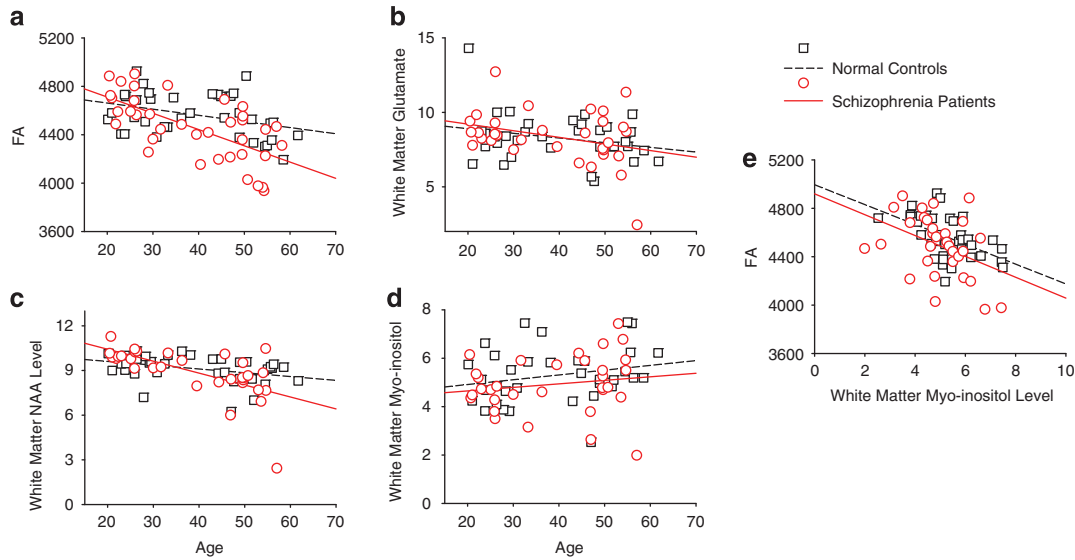 a
5200
4800
4400
4000
3600
FA
20 30 40 50 60 70
b
15
10
5
White Matter Glutamate
20 30 40 50 60 70
Normal Controls
Schizophrenia Patients
c
12
9
6
3
0
White Matter NAA Level
20 30 40 50 60 70
Age
d
8
6
4
2
0
White Matter Myo-inositol
20 30 40 50 60 70
Age
e
5200
4800
4400
4000
3600
FA
0 2 4 6 8 10
White Matter Myo-inositol Level